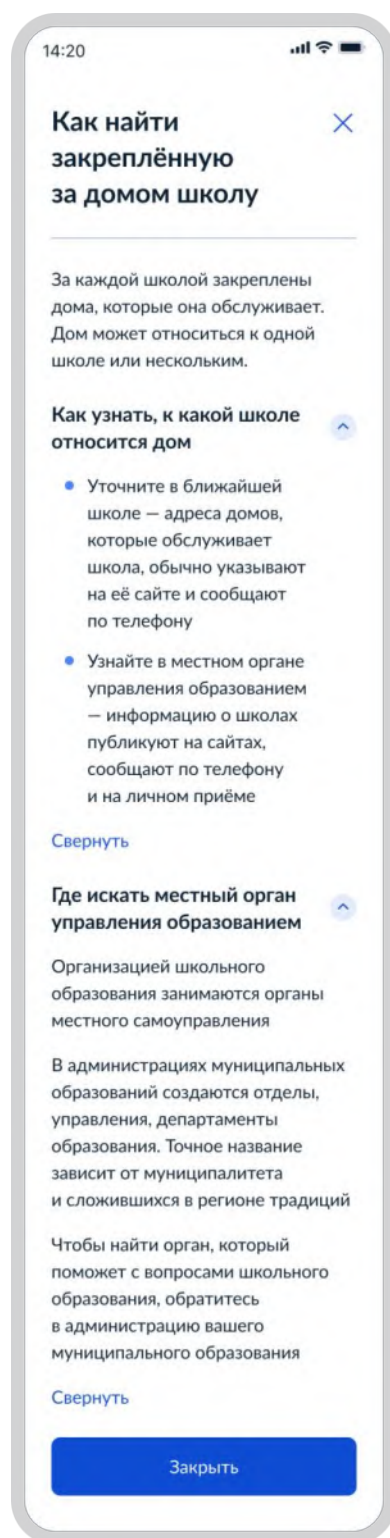 14:20
Как найти
закреплённую
за домом школу
За каждой школой закреплены
дома, которые она обслуживает.
Дом может относиться к одной
школе или нескольким.
Как узнать, к какой школе
относится дом
Уточните в ближайшей
школе — адреса домов,
которые обслуживает
школа, обычно указывают
на её сайте и сообщают
по телефону
Узнайте в местном органе
управления образованием
— информацию о школах
публикуют на сайтах,
сообщают по телефону
и на личном приёме
Свернуть
Где искать местный орган
управления образованием
Организацией школьного
образования занимаются органы
местного самоуправления
В администрациях муниципальных
образований создаются отделы,
управления, департаменты
образования. Точное название
зависит от муниципалитета
и сложившихся в регионе традиций
Чтобы найти орган, который
поможет с вопросами школьного
образования, обратитесь
в администрацию вашего
муниципального образования
Свернуть
Закрыть